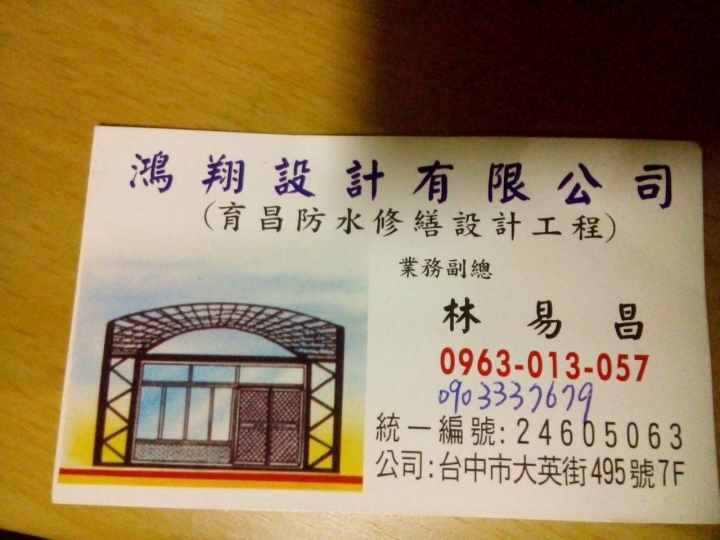 鴻翔設計有限公司
(育昌防水修繕設計工程)
業務副總
林易昌
0963-013-057
0903337679
統一編號:24605063
公司:台中市大英街495號7F